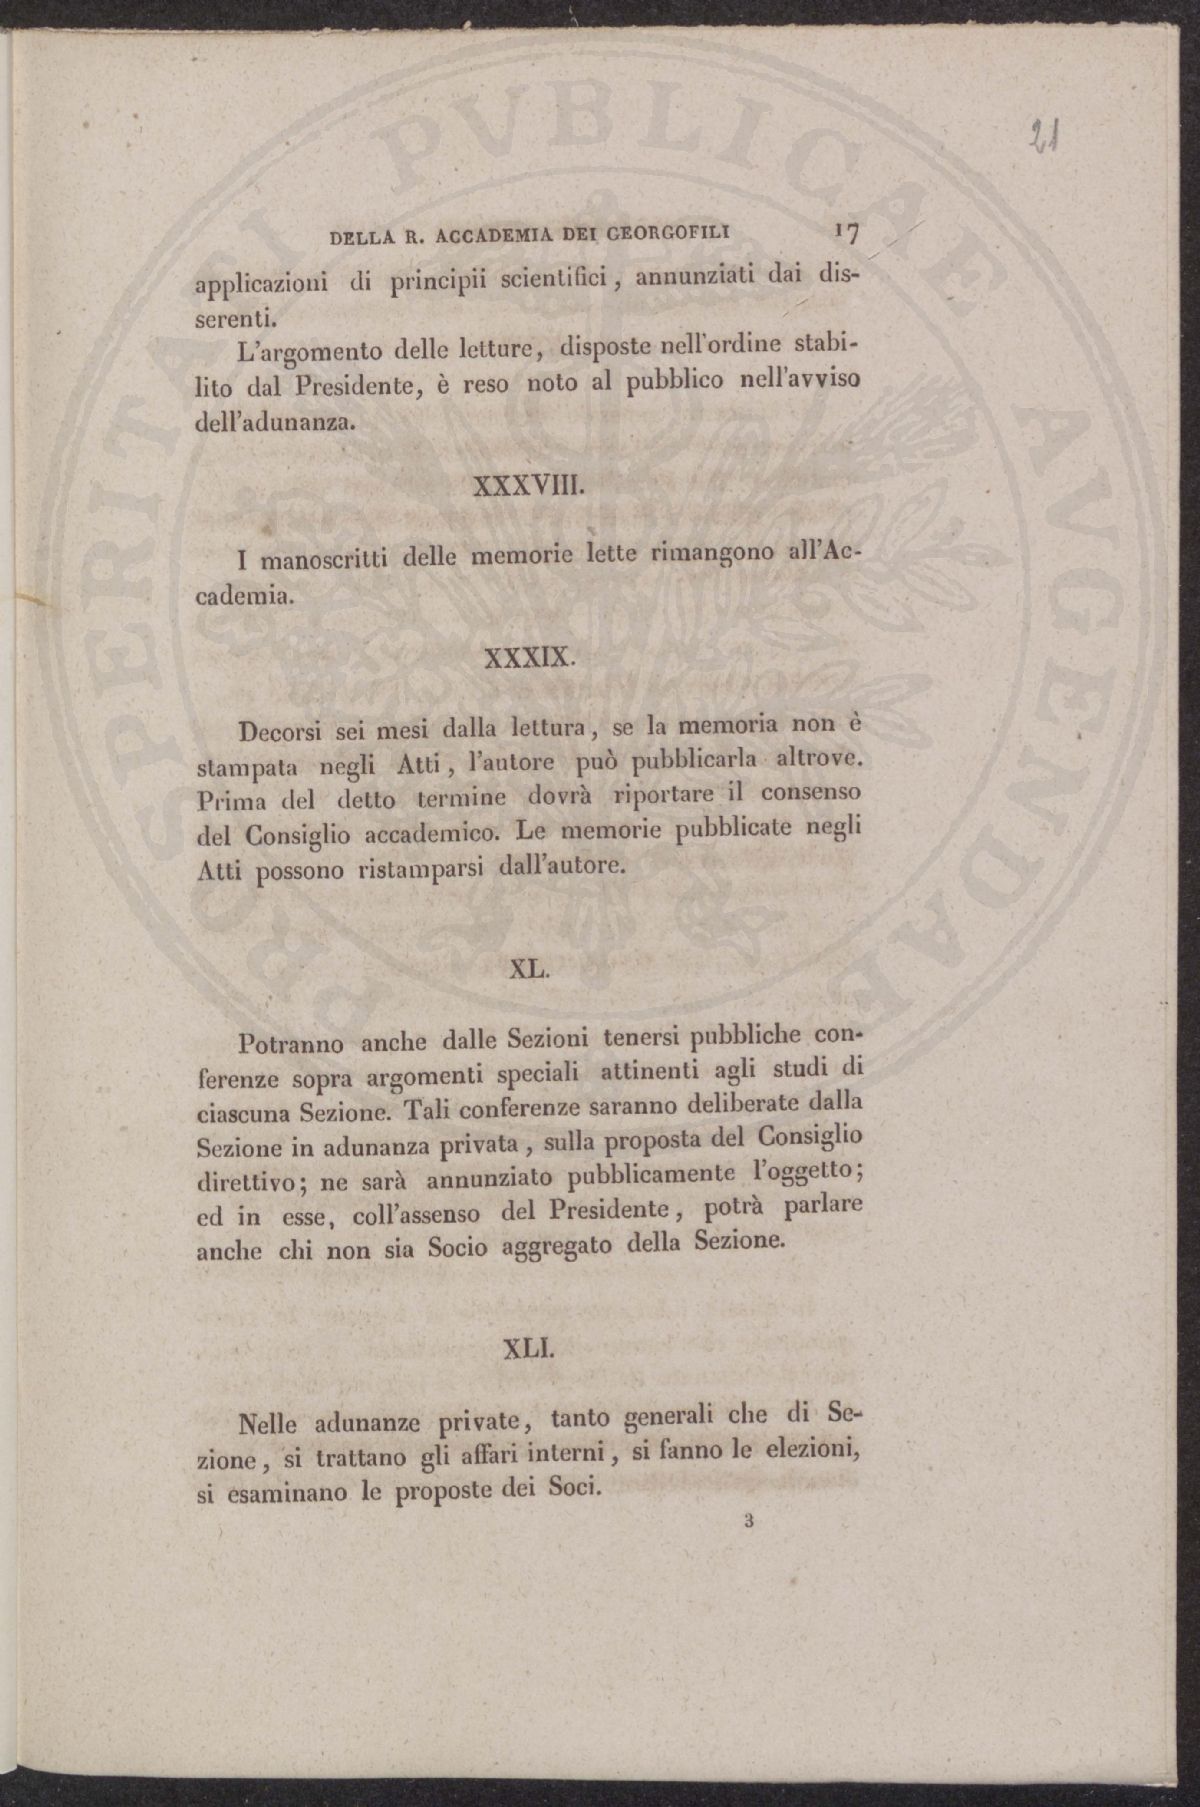 21
DELLA R. ACCADEMIA DEI GEORGOFILI 17
applicazioni di principii scientifici, annunziati dai dis-
serenti.
L'argomento delle letture, disposte nell'ordine stabi-
lito dal Presidente, è reso noto al pubblico nell'avviso
dell'adunanza.
XXXVIII.
I manoscritti delle memorie lette rimangono all'Ac-
cademia.
XXXIX.
Decorsi sei mesi dalla lettura, se la memoria non è
stampata negli Atti, l'autore può pubblicarla altrove.
Prima del detto termine dovrà riportare il consenso
del Consiglio accademico. Le memorie pubblicate negli
Atti possono ristamparsi dall'autore.
XL.
Potranno anche dalle Sezioni tenersi pubbliche con-
ferenze sopra argomenti speciali attinenti agli studi di
ciascuna Sezione. Tali conferenze saranno deliberate dalla
Sezione in adunanza privata, sulla proposta del Consiglio
direttivo; ne sarà annunziato pubblicamente l'oggetto;
ed in esse, coll'assenso del Presidente, potrà parlare
anche chi non sia Socio aggregato della Sezione.
XLI.
Nelle adunanze private, tanto generali che di Se-
zione, si trattano gli affari interni, si fanno le elezioni,
si esaminano le proposte dei Soci.
3
PROSPERITATI PVBLICAE AVGENDAE